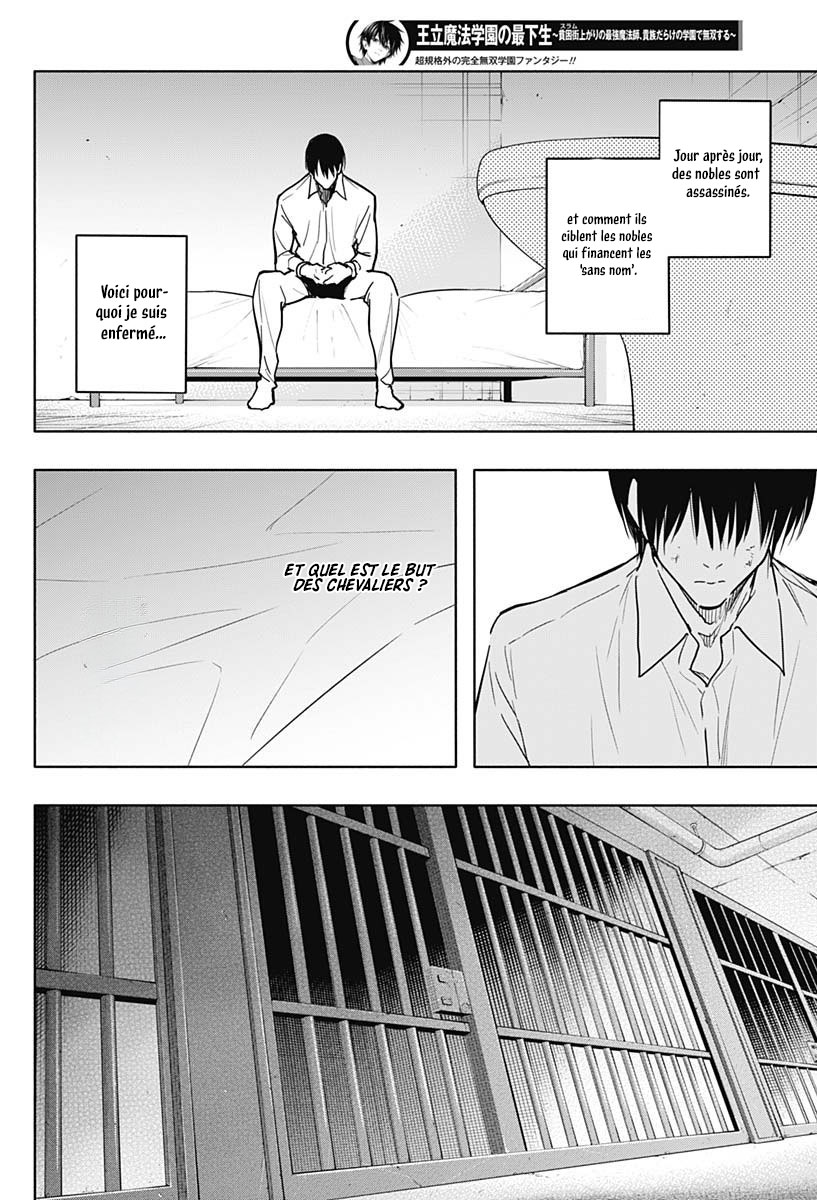 王立魔法学園の最下生~貧困街上がりの最強魔法師、貴族だらけの学園で無双する~
スラム
超規格外の完全無双学園ファンタジー!!
Jour après jour,
des nobles sont
assassinés.
et comment ils
ciblent les nobles
qui financent les
'sans nom'.
Voici pour-
quoi je suis
enfermé...
ET QUEL EST LE BUT
DES CHEVALIERS ?